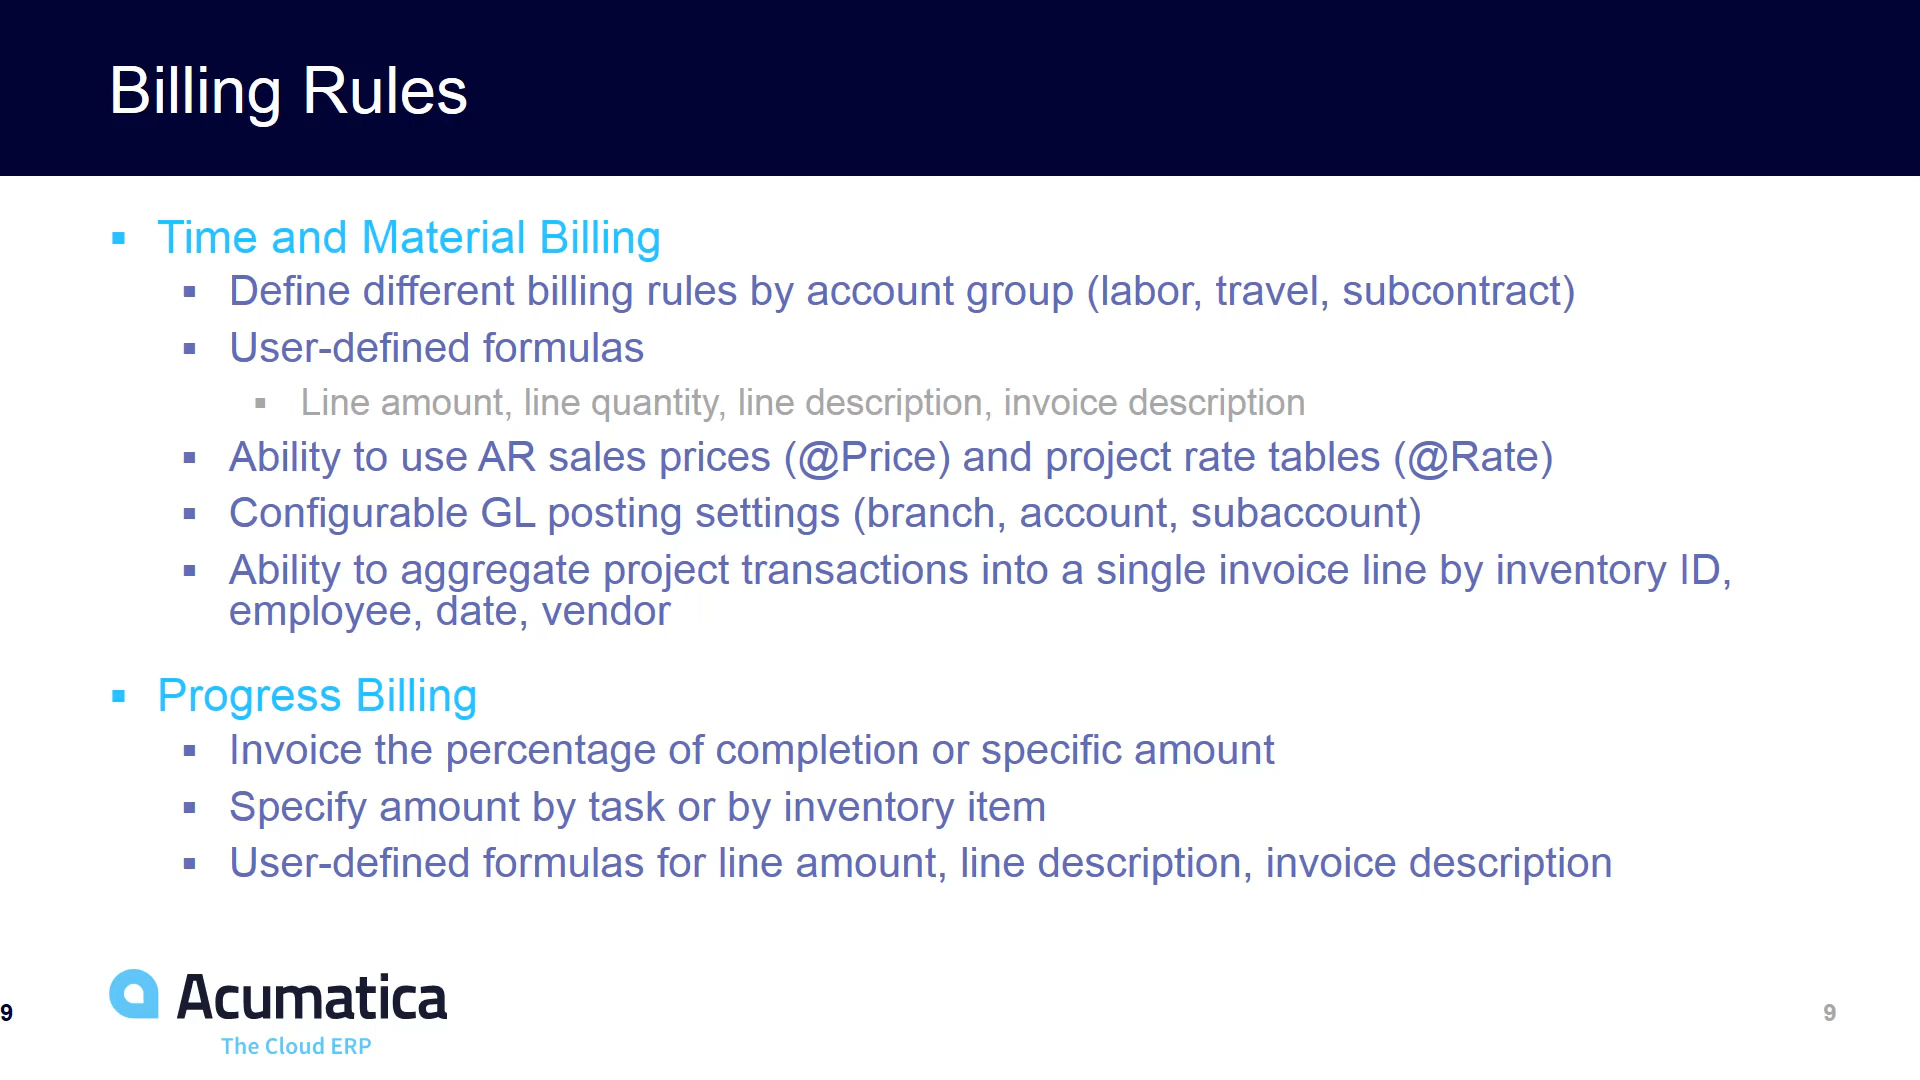 Billing Rules
Time and Material Billing
Define different billing rules by account group (labor, travel, subcontract)
User-defined formulas
Line amount, line quantity, line description, invoice description
Ability to use AR sales prices (@Price) and project rate tables (@Rate)
Configurable GL posting settings (branch, account, subaccount)
Ability to aggregate project transactions into a single invoice line by inventory ID,
employee, date, vendor
Progress Billing
Invoice the percentage of completion or specific amount
Specify amount by task or by inventory item
User-defined formulas for line amount, line description, invoice description
9
Acumatica
The Cloud ERP
9